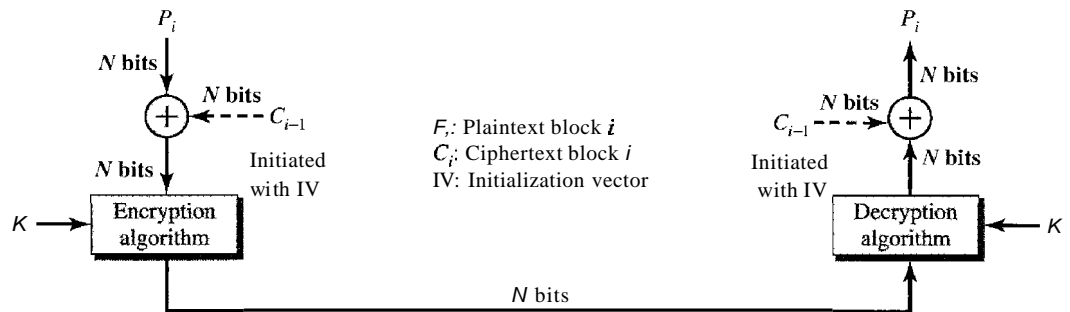 P_i
N bits
N bits
C_{i-1}
N bits
Initiated
with IV
K
Encryption
algorithm
F,: Plaintext block i
C_i: Ciphertext block i
IV: Initialization vector
P_i
N bits
N bits
C_{i-1}
Initiated
with IV
N bits
Decryption
algorithm
K
N bits